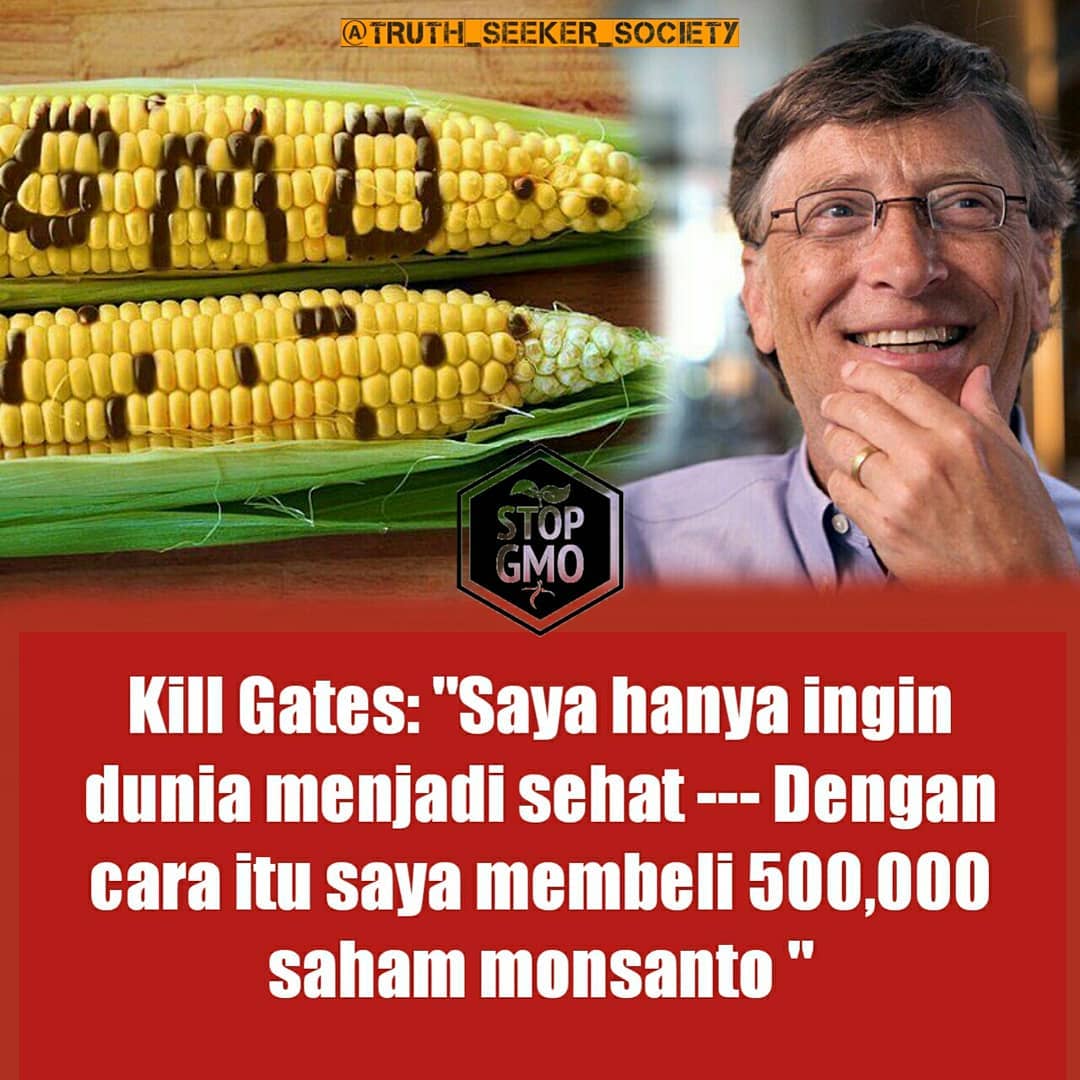 @TRUTH_SEEKER_SOCIETY
GMO
STOP
GMO
Kill Gates: "Saya hanya ingin
dunia menjadi sehat --- Dengan
cara itu saya membeli 500,000
saham monsanto "